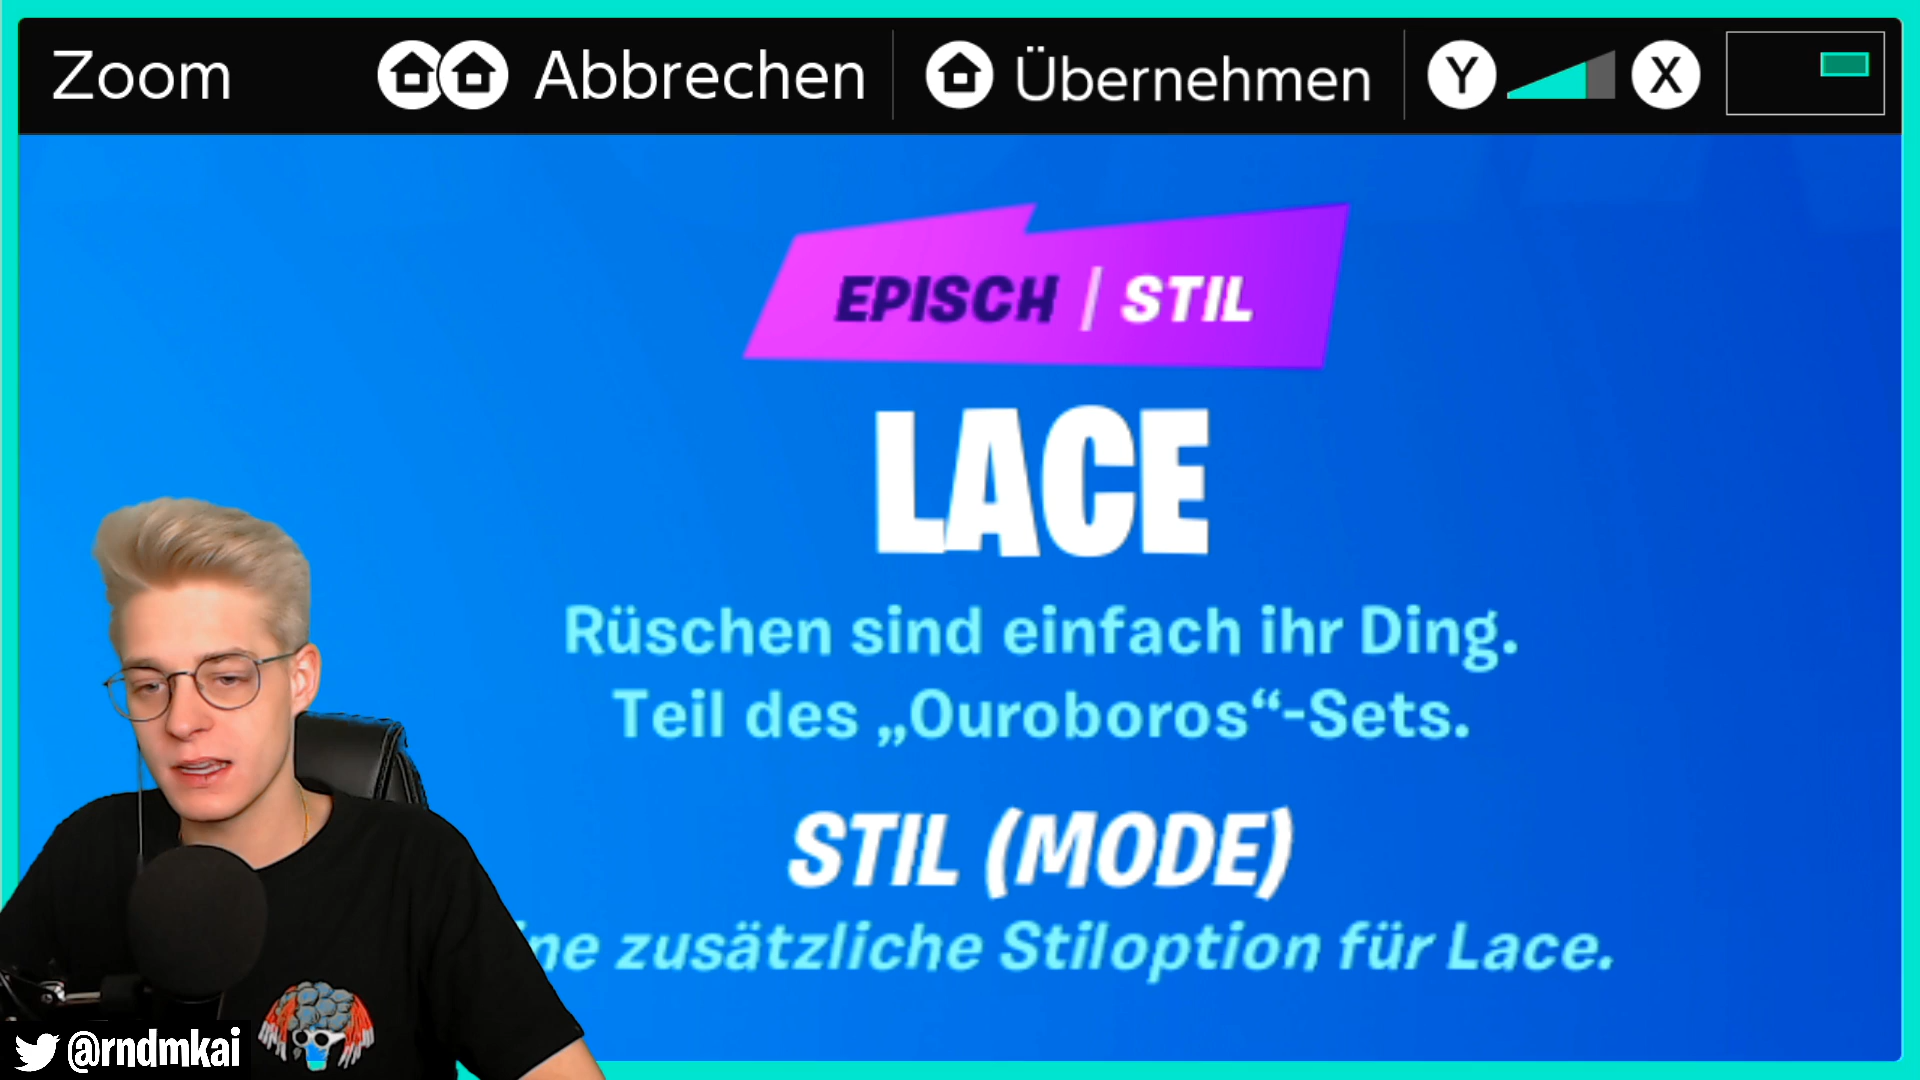 Zoom Abbrechen Übernehmen Y X
EPISCH | STIL
LACE
Rüschen sind einfach ihr Ding.
Teil des „Ouroboros“-Sets.
STIL (MODE)
ne zusätzliche Stiloption für Lace.
@rndmkai